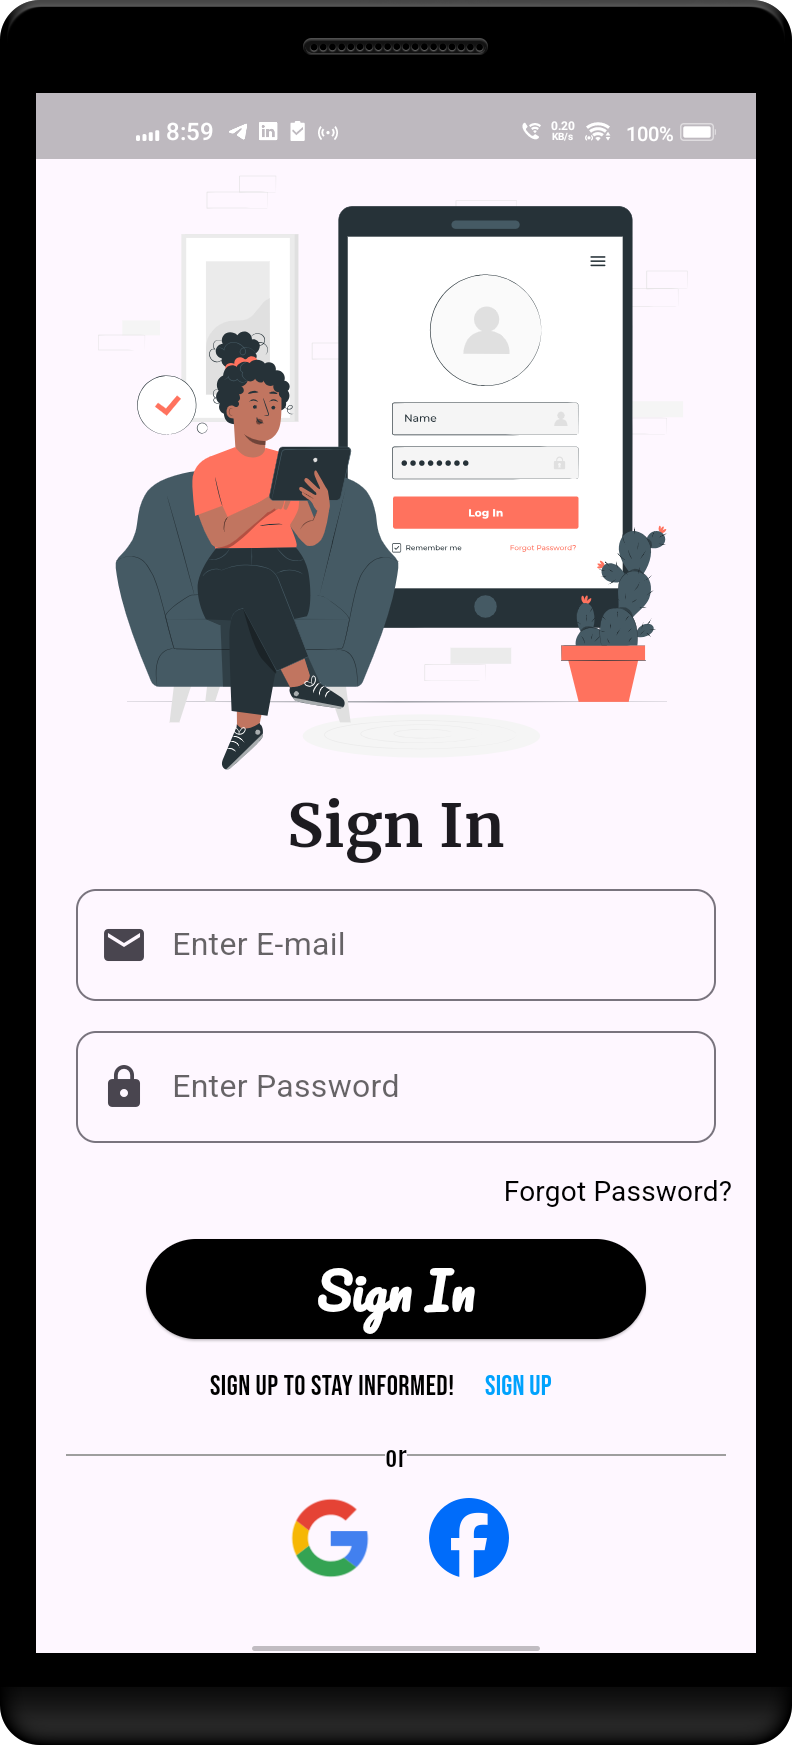 8:59 in 0.20 KB/s 100%
Name
Log In
Remember me Forgot Password?
Sign In
Enter E-mail
Enter Password
Forgot Password?
Sign In
SIGN UP TO STAY INFORMED! SIGN UP
or